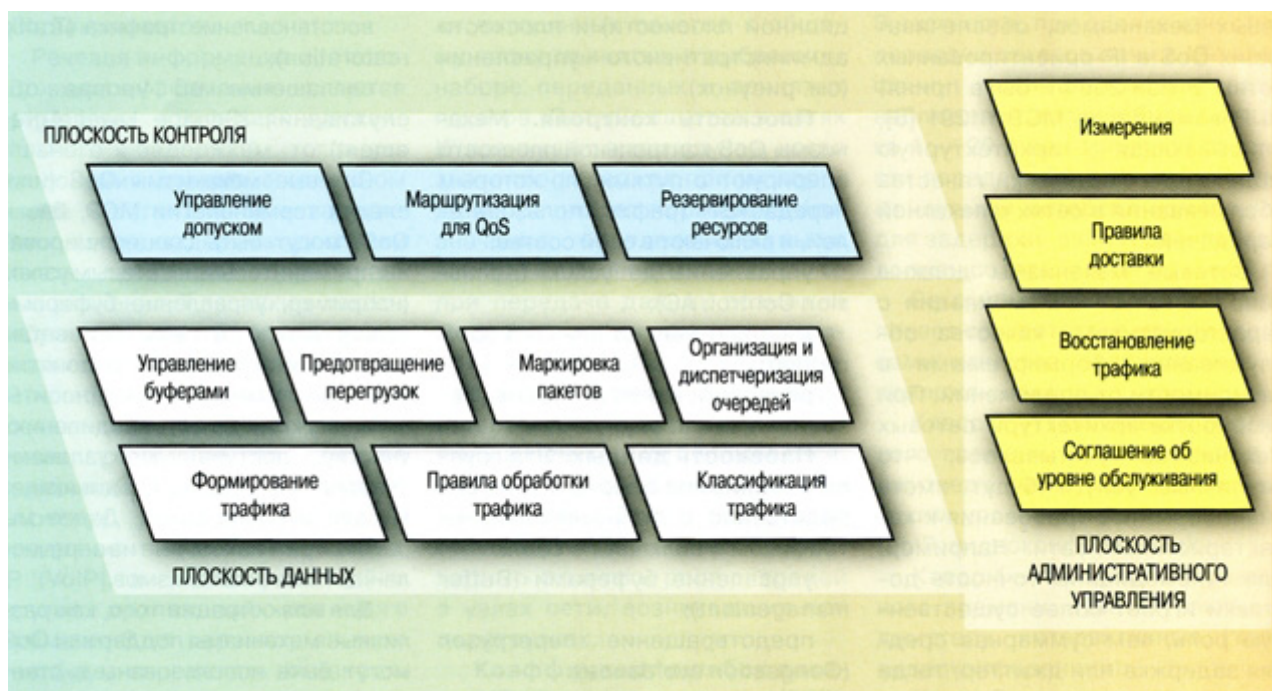 ПЛОСКОСТЬ КОНТРОЛЯ
Управление
допуском
Маршрутизация
для QoS
Резервирование
ресурсов
Управление
буферами
Предотвращение
перегрузок
Маркировка
пакетов
Организация и
диспетчеризация
очередей
Формирование
трафика
Правила обработки
трафика
Классификация
трафика
ПЛОСКОСТЬ ДАННЫХ
Измерения
Правила
доставки
Восстановление
трафика
Соглашение об
уровне обслуживания
ПЛОСКОСТЬ
АДМИНИСТРАТИВНОГО
УПРАВЛЕНИЯ